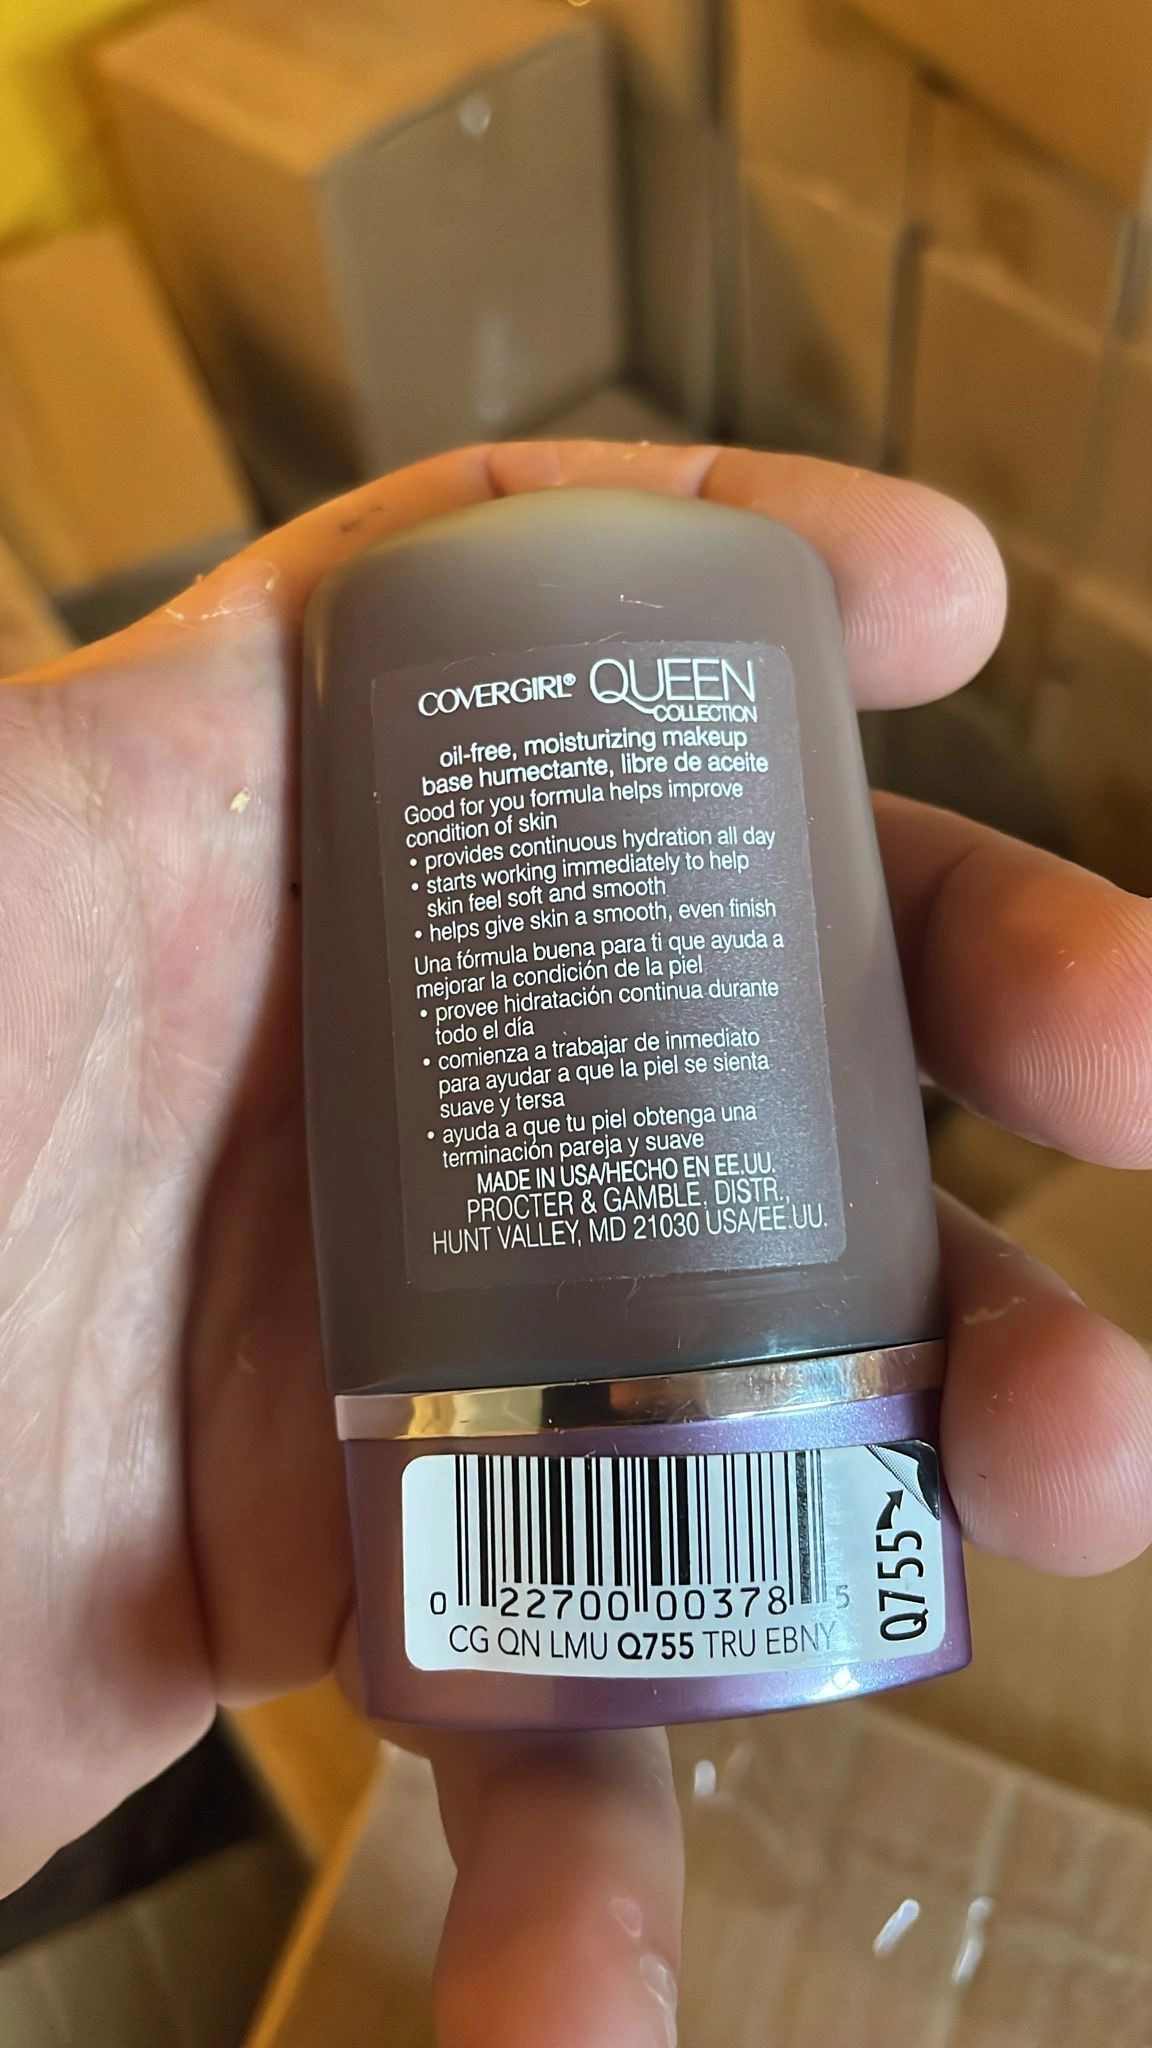 COVERGIRL® QUEEN
COLLECTION
oil-free, moisturizing makeup
base humectante, libre de aceite
Good for you formula helps improve
condition of skin
• provides continuous hydration all day
• starts working immediately to help
skin feel soft and smooth
• helps give skin a smooth, even finish
Una fórmula buena para ti que ayuda a
mejorar la condición de la piel
• provee hidratación continua durante
todo el día
• comienza a trabajar de inmediato
para ayudar a que la piel se sienta
suave y tersa
• ayuda a que tu piel obtenga una
terminación pareja y suave
MADE IN USA/HECHO EN EE.UU.
PROCTER & GAMBLE, DISTR.,
HUNT VALLEY, MD 21030 USA/EE.UU.
0 22700 00378 5
CG QN LMU Q755 TRU EBNY
Q755